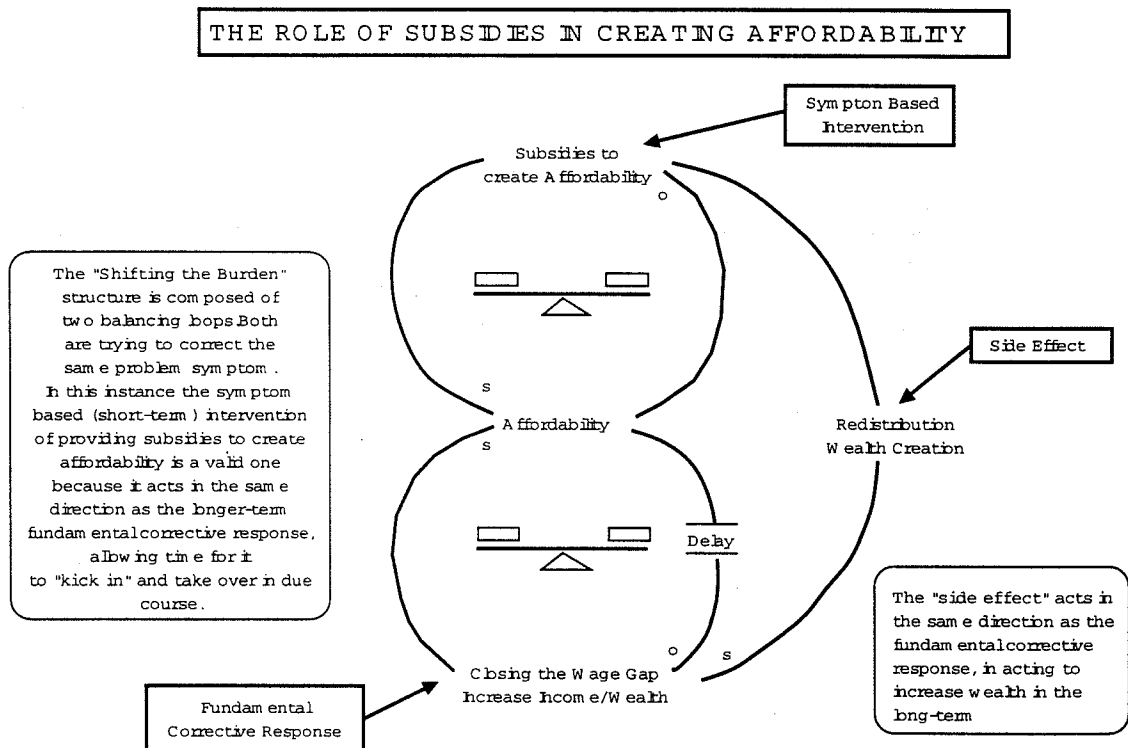 THE ROLE OF SUBSIDIES IN CREATING AFFORDABILITY
Sympton Based
Intervention
Subsidies to
create Affordability
o
The "Shifting the Burden"
structure is composed of
two balancing loops.Both
are trying to correct the
same problem symptom.
In this instance the symptom
based (short-term) intervention
of providing subsidies to create
affordability is a valid one
because it acts in the same
direction as the longer-term
fundamental corrective response,
allowing time for it
to "kick in" and take over in due
course.
Side Effect
s
Affordability
s
Redistribution
Wealth Creation
Delay
The "side effect" acts in
the same direction as the
fundamental corrective
response, in acting to
increase wealth in the
long-term
o
s
Closing the Wage Gap
Increase Income/Wealth
Fundamental
Corrective Response